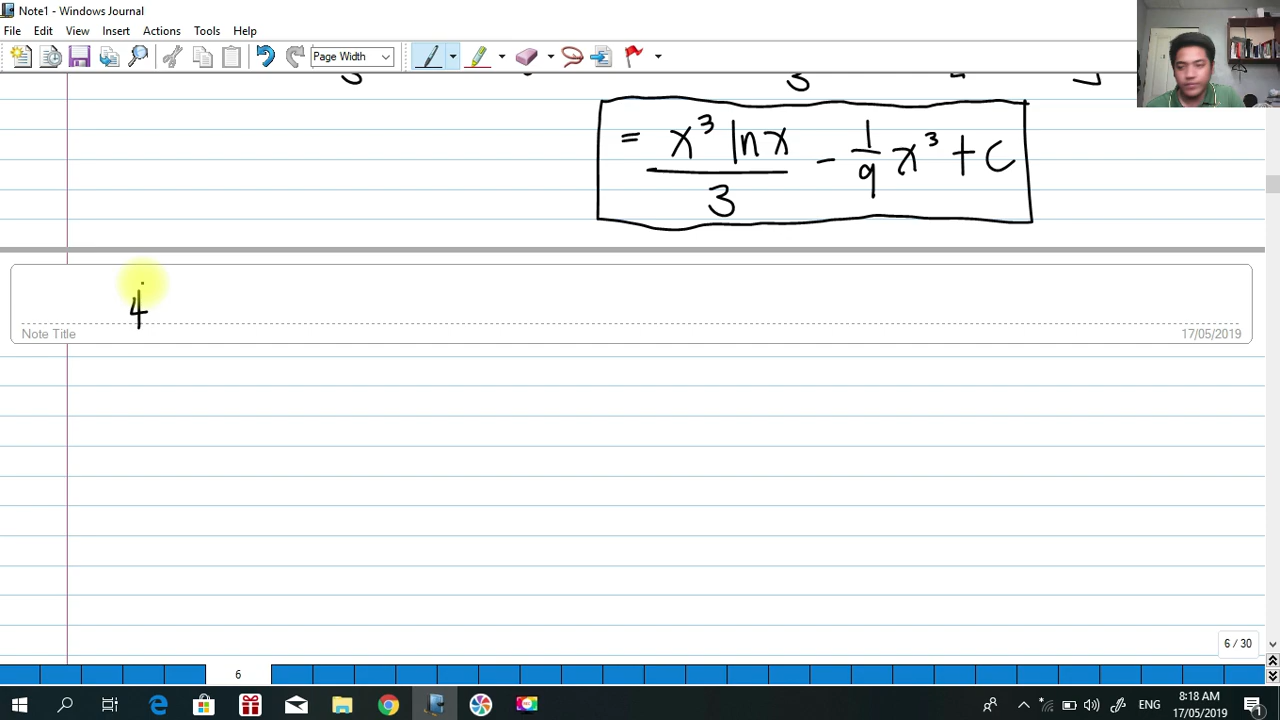 Note1 - Windows Journal
File Edit View Insert Actions Tools Help
Page Width
= x³ ln x / 3 - 1/9 x³ + C
4
Note Title 17/05/2019
6 / 30
6
ENG 8:18 AM 17/05/2019 1